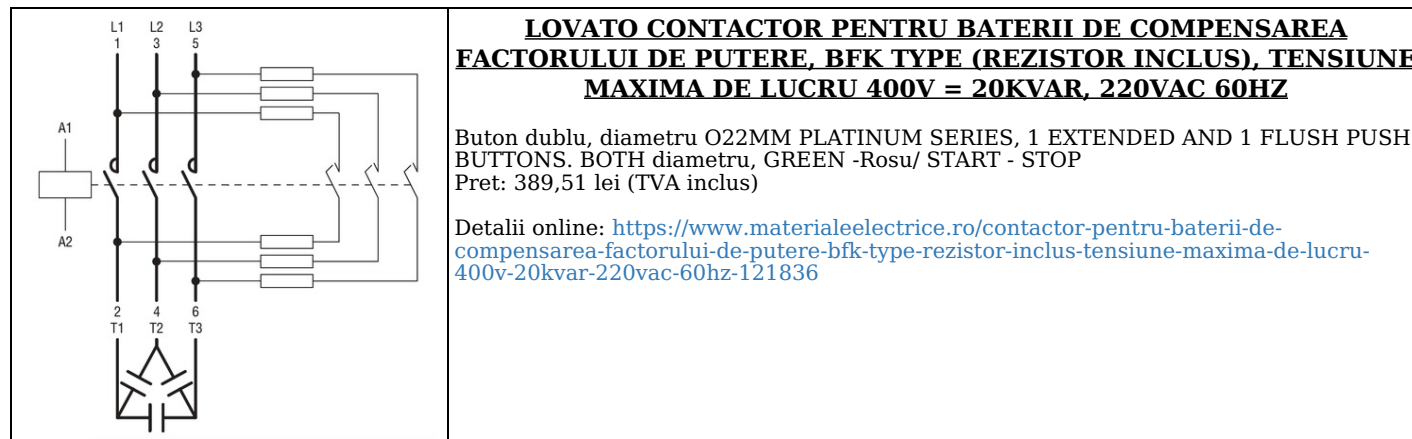 L1 L2 L3
1 3 5
A1
A2
2 4 6
T1 T2 T3
LOVATO CONTACTOR PENTRU BATERII DE COMPENSAREA
FACTORULUI DE PUTERE, BFK TYPE (REZISTOR INCLUS), TENSIUNE
MAXIMA DE LUCRU 400V = 20KVAR, 220VAC 60HZ
Buton dublu, diametru O22MM PLATINUM SERIES, 1 EXTENDED AND 1 FLUSH PUSH
BUTTONS. BOTH diametru, GREEN -Rosu/ START - STOP
Pret: 389,51 lei (TVA inclus)
Detalii online: https://www.materialeelectrice.ro/contactor-pentru-baterii-de-
compensarea-factorului-de-putere-bfk-type-rezistor-inclus-tensiune-maxima-de-lucru-
400v-20kvar-220vac-60hz-121836